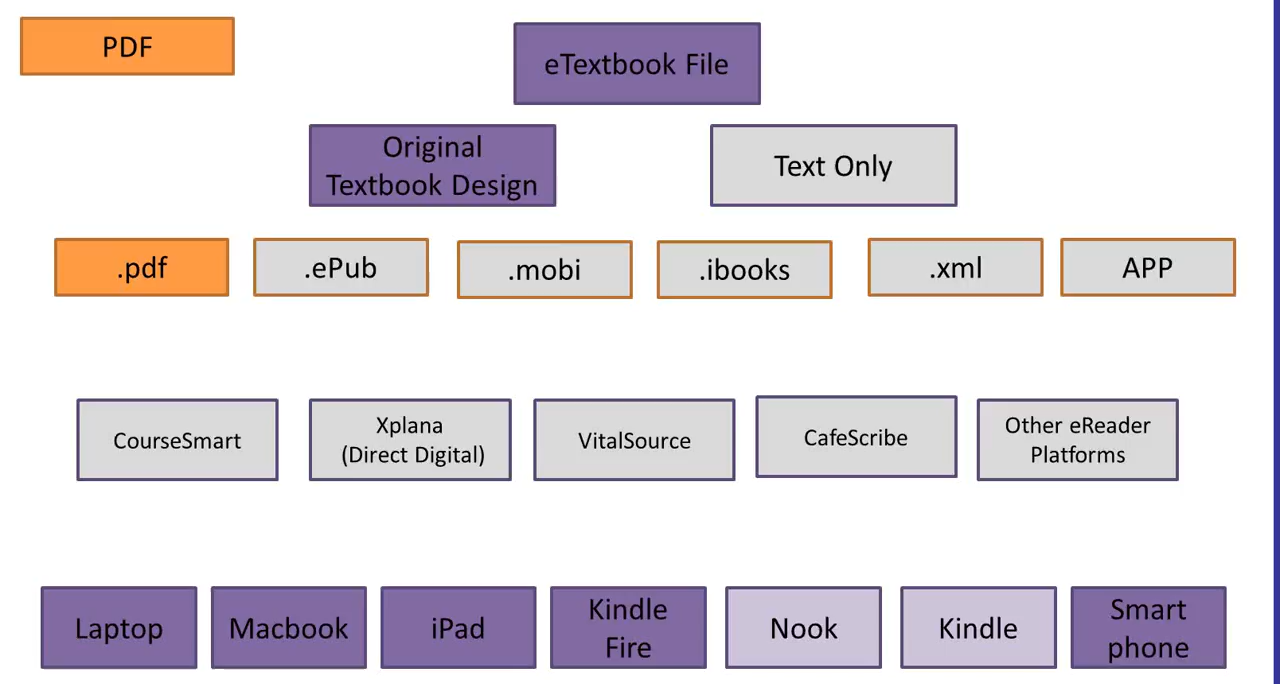 PDF
eTextbook File
Original
Textbook Design
Text Only
.pdf
.ePub
.mobi
.ibooks
.xml
APP
CourseSmart
Xplana
(Direct Digital)
VitalSource
CafeScribe
Other eReader
Platforms
Laptop
Macbook
iPad
Kindle
Fire
Nook
Kindle
Smart
phone